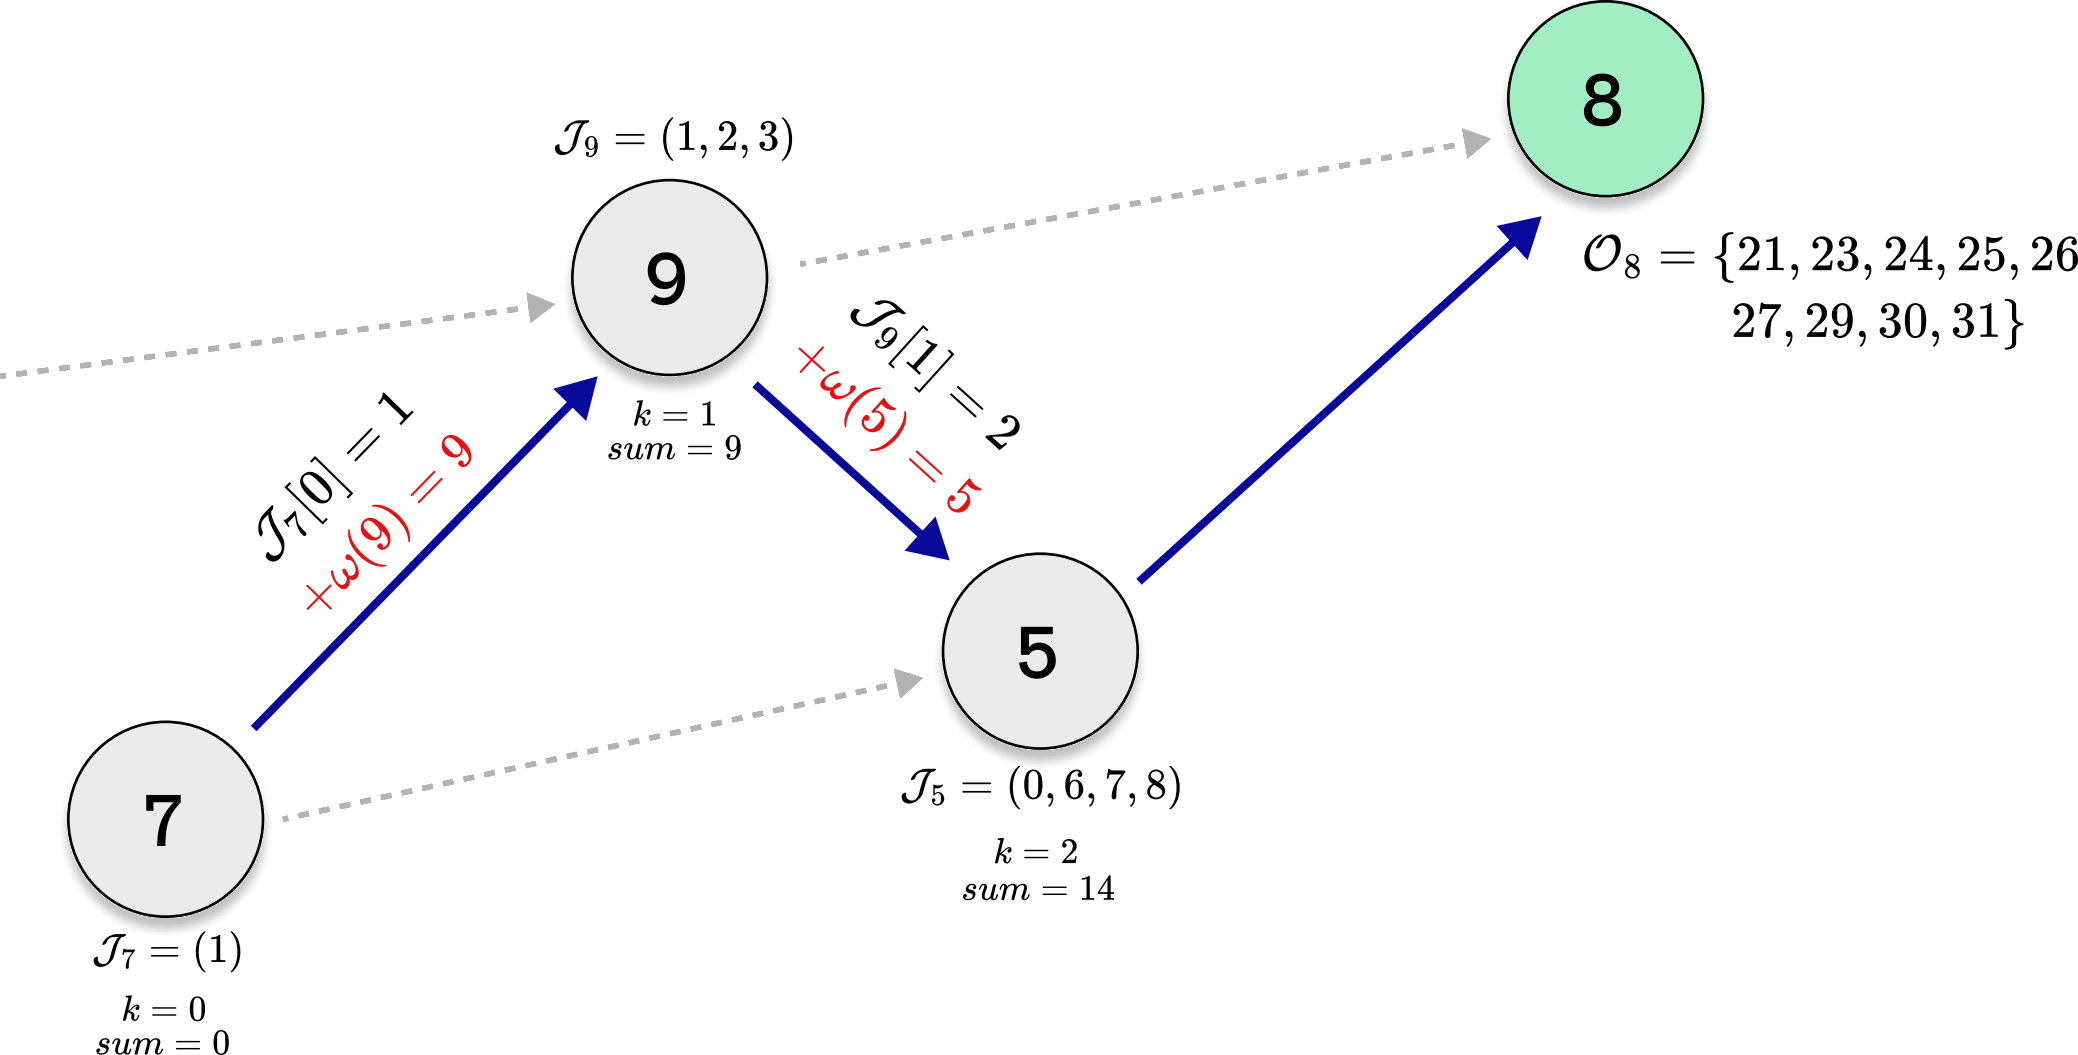 8
𝒥₉ = (1, 2, 3)
9
𝒪₈ = {21, 23, 24, 25, 26
27, 29, 30, 31}
𝒥₉[1] = 2
+ω(5) = 5
k = 1
sum = 9
𝒥₇[0] = 1
+ω(9) = 9
5
𝒥₅ = (0, 6, 7, 8)
k = 2
sum = 14
7
𝒥₇ = (1)
k = 0
sum = 0